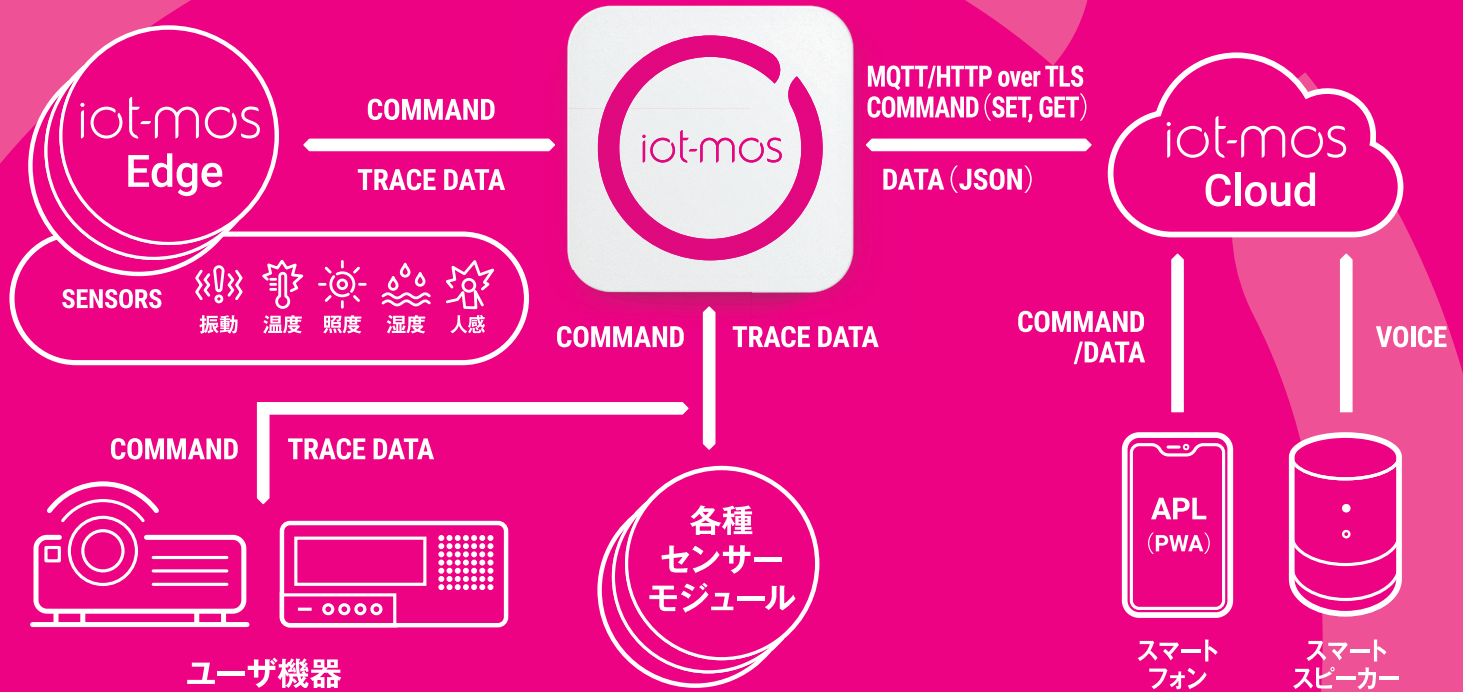 iot-mos
Edge
COMMAND
TRACE DATA
iot-mos
MQTT/HTTP over TLS
COMMAND（SET, GET）
DATA（JSON）
iot-mos
Cloud
SENSORS
振動 温度 照度 湿度 人感
COMMAND TRACE DATA
COMMAND
/DATA
VOICE
COMMAND TRACE DATA
各種
センサー
モジュール
APL
（PWA）
ユーザ機器
スマート
フォン
スマート
スピーカー